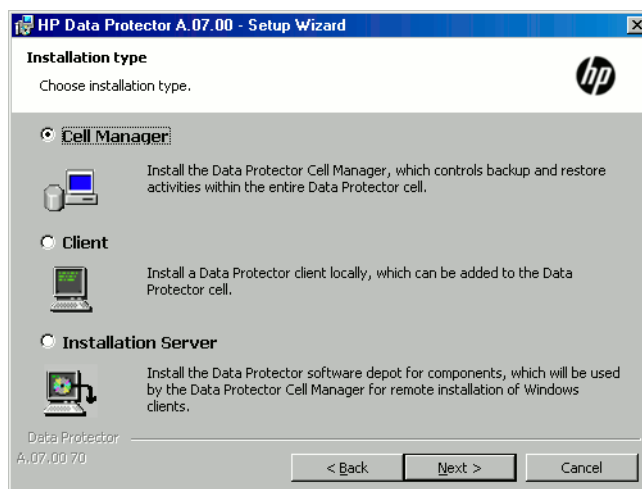 HP Data Protector A.07.00 - Setup Wizard
Installation type
Choose installation type.
hp
Cell Manager
Install the Data Protector Cell Manager, which controls backup and restore
activities within the entire Data Protector cell.
Client
Install a Data Protector client locally, which can be added to the Data
Protector cell.
Installation Server
Install the Data Protector software depot for components, which will be used
by the Data Protector Cell Manager for remote installation of Windows
clients.
Data Protector
A.07.00 70
< Back
Next >
Cancel